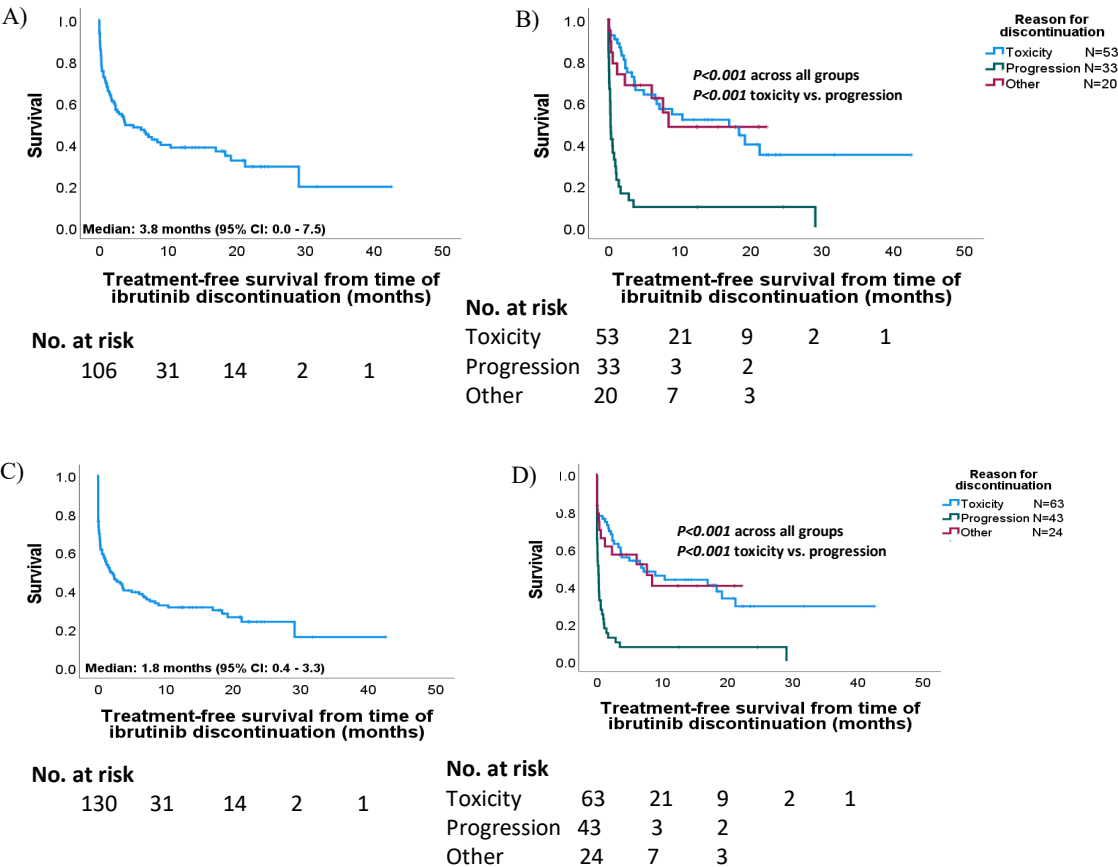 A)
1.0
0.8
0.6
0.4
0.2
0.0
Survival
Median: 3.8 months (95% CI: 0.0 - 7.5)
0 10 20 30 40 50
Treatment-free survival from time of
ibrutinib discontinuation (months)
No. at risk
106 31 14 2 1
B)
1.0
0.8
0.6
0.4
0.2
0.0
Survival
P<0.001 across all groups
P<0.001 toxicity vs. progression
Reason for
discontinuation
Toxicity N=53
Progression N=33
Other N=20
0 10 20 30 40 50
Treatment-free survival from time of
ibruitnib discontinuation (months)
No. at risk
Toxicity 53 21 9 2 1
Progression 33 3 2
Other 20 7 3
C)
1.0
0.8
0.6
0.4
0.2
0.0
Survival
Median: 1.8 months (95% CI: 0.4 - 3.3)
0 10 20 30 40 50
Treatment-free survival from time of
ibrutinib discontinuation (months)
No. at risk
130 31 14 2 1
D)
1.0
0.8
0.6
0.4
0.2
0.0
Survival
P<0.001 across all groups
P<0.001 toxicity vs. progression
Reason for
discontinuation
Toxicity N=63
Progression N=43
Other N=24
0 10 20 30 40 50
Treatment-free survival from time of
ibrutinib discontinuation (months)
No. at risk
Toxicity 63 21 9 2 1
Progression 43 3 2
Other 24 7 3